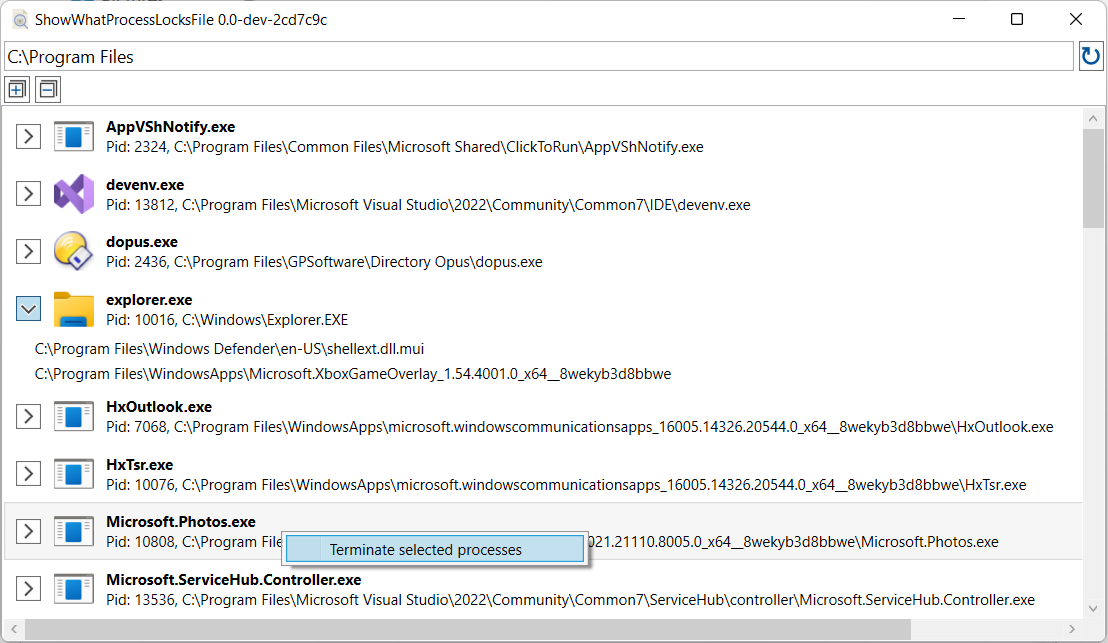 ShowWhatProcessLocksFile 0.0-dev-2cd7c9c
C:\Program Files
AppVShNotify.exe
Pid: 2324, C:\Program Files\Common Files\Microsoft Shared\ClickToRun\AppVShNotify.exe
devenv.exe
Pid: 13812, C:\Program Files\Microsoft Visual Studio\2022\Community\Common7\IDE\devenv.exe
dopus.exe
Pid: 2436, C:\Program Files\GPSoftware\Directory Opus\dopus.exe
explorer.exe
Pid: 10016, C:\Windows\Explorer.EXE
C:\Program Files\Windows Defender\en-US\shellext.dll.mui
C:\Program Files\WindowsApps\Microsoft.XboxGameOverlay_1.54.4001.0_x64__8wekyb3d8bbwe
HxOutlook.exe
Pid: 7068, C:\Program Files\WindowsApps\microsoft.windowscommunicationsapps_16005.14326.20544.0_x64__8wekyb3d8bbwe\HxOutlook.exe
HxTsr.exe
Pid: 10076, C:\Program Files\WindowsApps\microsoft.windowscommunicationsapps_16005.14326.20544.0_x64__8wekyb3d8bbwe\HxTsr.exe
Microsoft.Photos.exe
Pid: 10808, C:\Program File 021.21110.8005.0_x64__8wekyb3d8bbwe\Microsoft.Photos.exe
Terminate selected processes
Microsoft.ServiceHub.Controller.exe
Pid: 13536, C:\Program Files\Microsoft Visual Studio\2022\Community\Common7\ServiceHub\controller\Microsoft.ServiceHub.Controller.exe